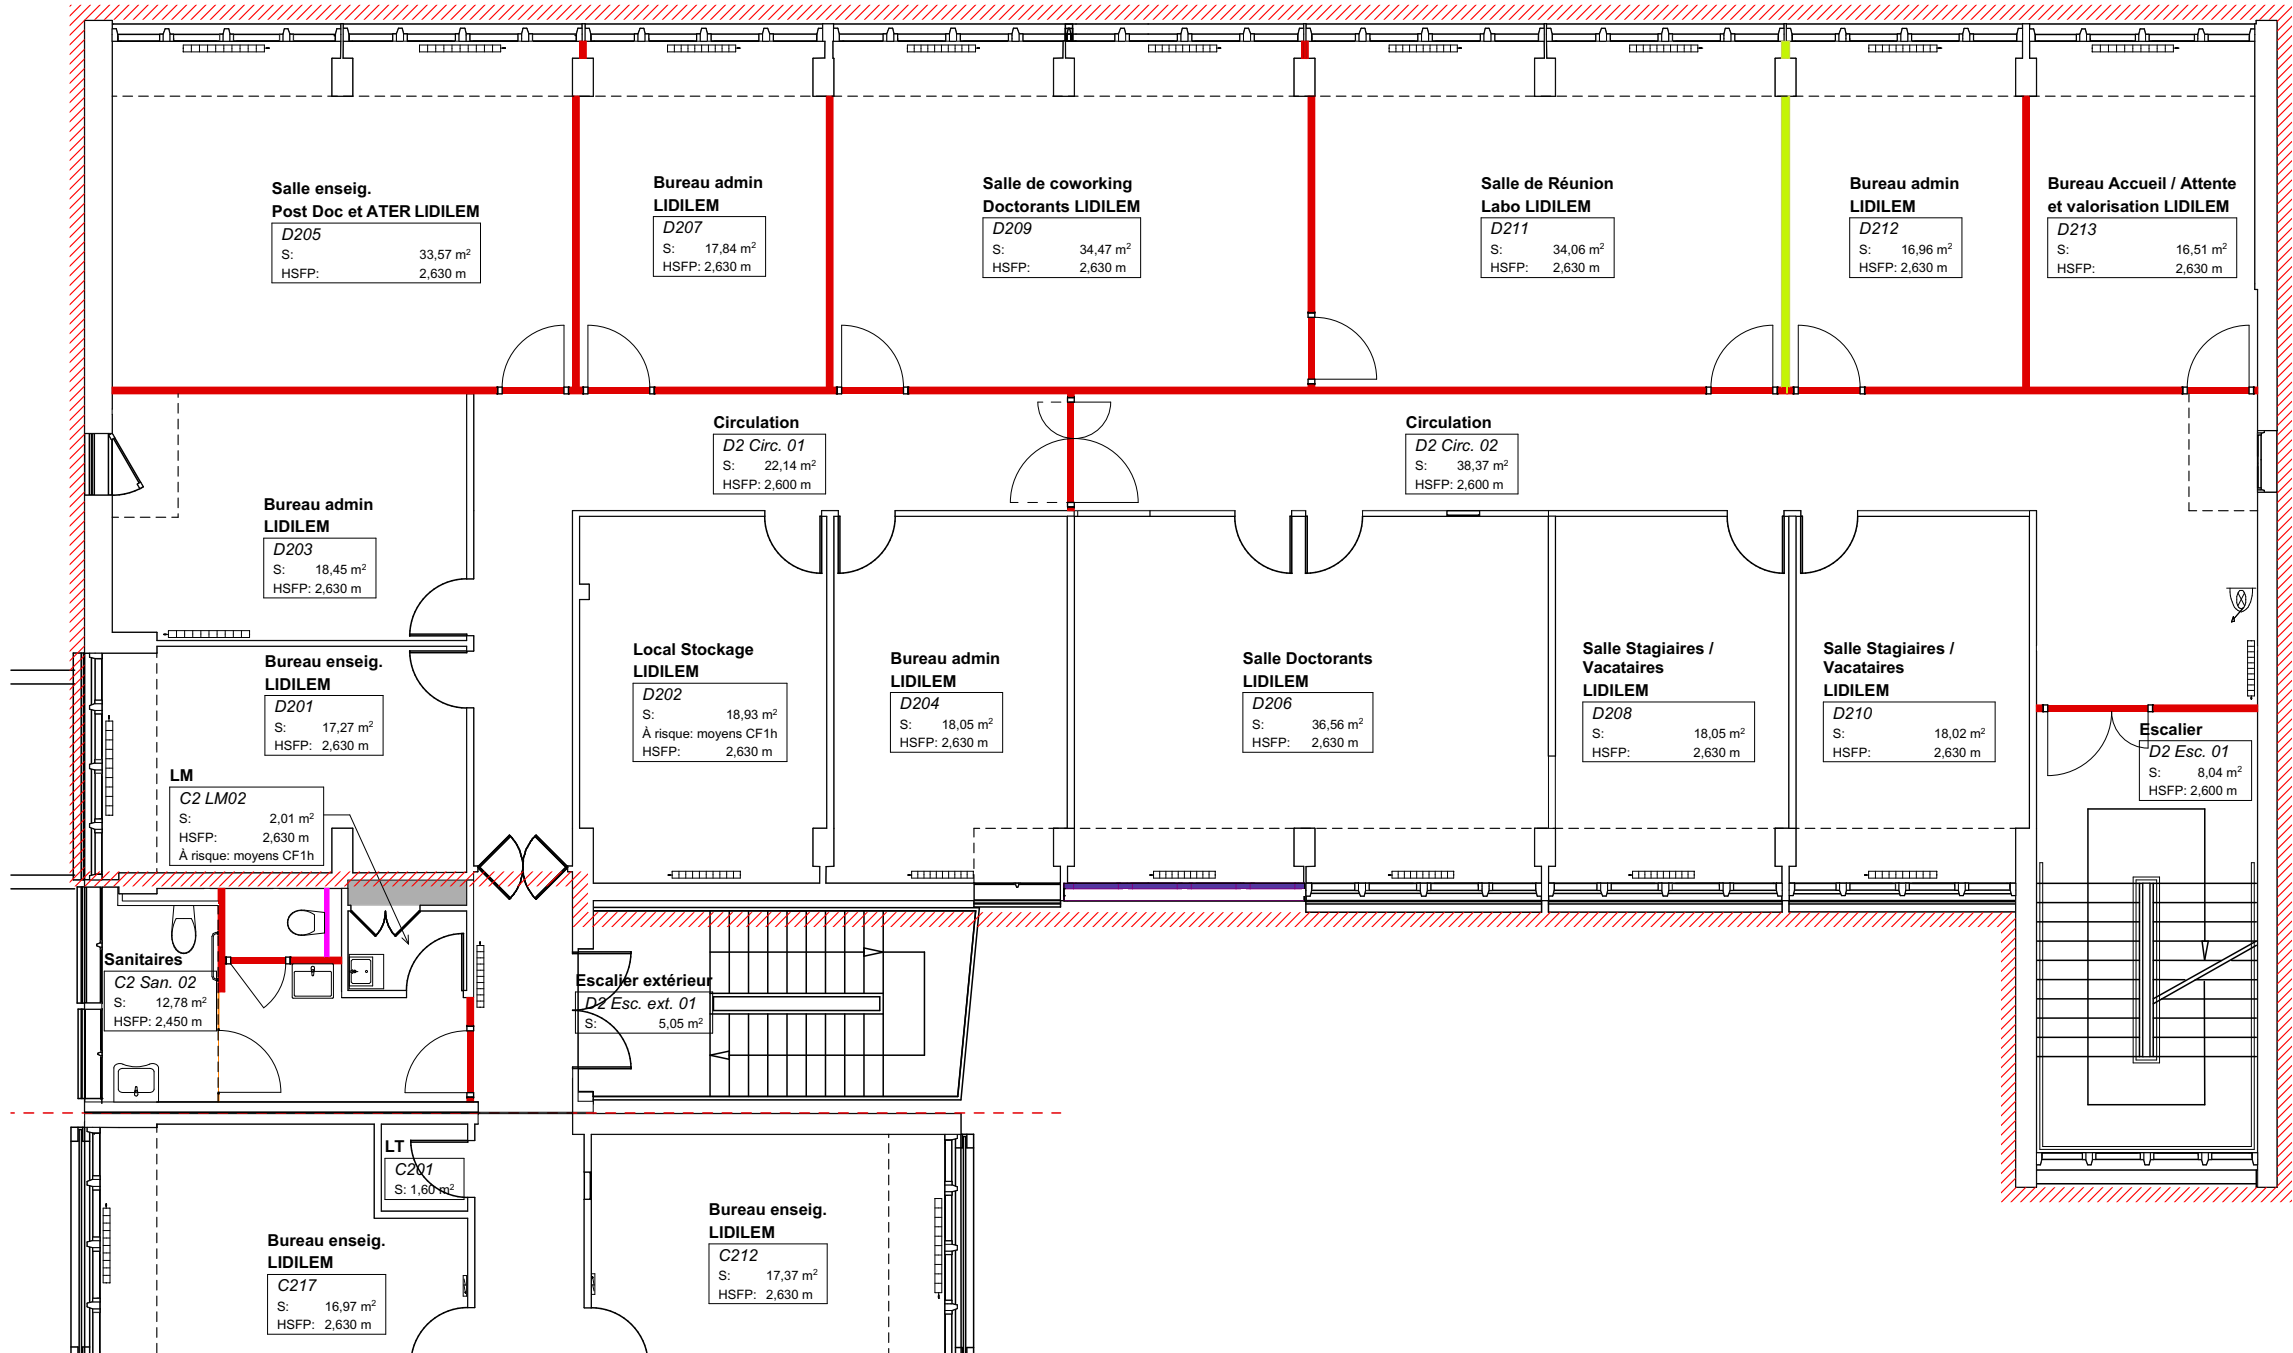 Salle enseig.
Post Doc et ATER LIDILEM
D205
S: 33,57 m²
HSFP: 2,630 m
Bureau admin
LIDILEM
D207
S: 17,84 m²
HSFP: 2,630 m
Salle de coworking
Doctorants LIDILEM
D209
S: 34,47 m²
HSFP: 2,630 m
Salle de Réunion
Labo LIDILEM
D211
S: 34,06 m²
HSFP: 2,630 m
Bureau admin
LIDILEM
D212
S: 16,96 m²
HSFP: 2,630 m
Bureau Accueil / Attente
et valorisation LIDILEM
D213
S: 16,51 m²
HSFP: 2,630 m
Circulation
D2 Circ. 01
S: 22,14 m²
HSFP: 2,600 m
Circulation
D2 Circ. 02
S: 38,37 m²
HSFP: 2,600 m
Bureau admin
LIDILEM
D203
S: 18,45 m²
HSFP: 2,630 m
Bureau enseig.
LIDILEM
D201
S: 17,27 m²
HSFP: 2,630 m
Local Stockage
LIDILEM
D202
S: 18,93 m²
À risque: moyens CF1h
HSFP: 2,630 m
Bureau admin
LIDILEM
D204
S: 18,05 m²
HSFP: 2,630 m
Salle Doctorants
LIDILEM
D206
S: 36,56 m²
HSFP: 2,630 m
Salle Stagiaires /
Vacataires
LIDILEM
D208
S: 18,05 m²
HSFP: 2,630 m
Salle Stagiaires /
Vacataires
LIDILEM
D210
S: 18,02 m²
HSFP: 2,630 m
Escalier
D2 Esc. 01
S: 8,04 m²
HSFP: 2,600 m
LM
C2 LM02
S: 2,01 m²
HSFP: 2,630 m
À risque: moyens CF1h
Sanitaires
C2 San. 02
S: 12,78 m²
HSFP: 2,450 m
Escalier extérieur
D2 Esc. ext. 01
S: 5,05 m²
LT
C201
S: 1,60 m²
Bureau enseig.
LIDILEM
C217
S: 16,97 m²
HSFP: 2,630 m
Bureau enseig.
LIDILEM
C212
S: 17,37 m²
HSFP: 2,630 m